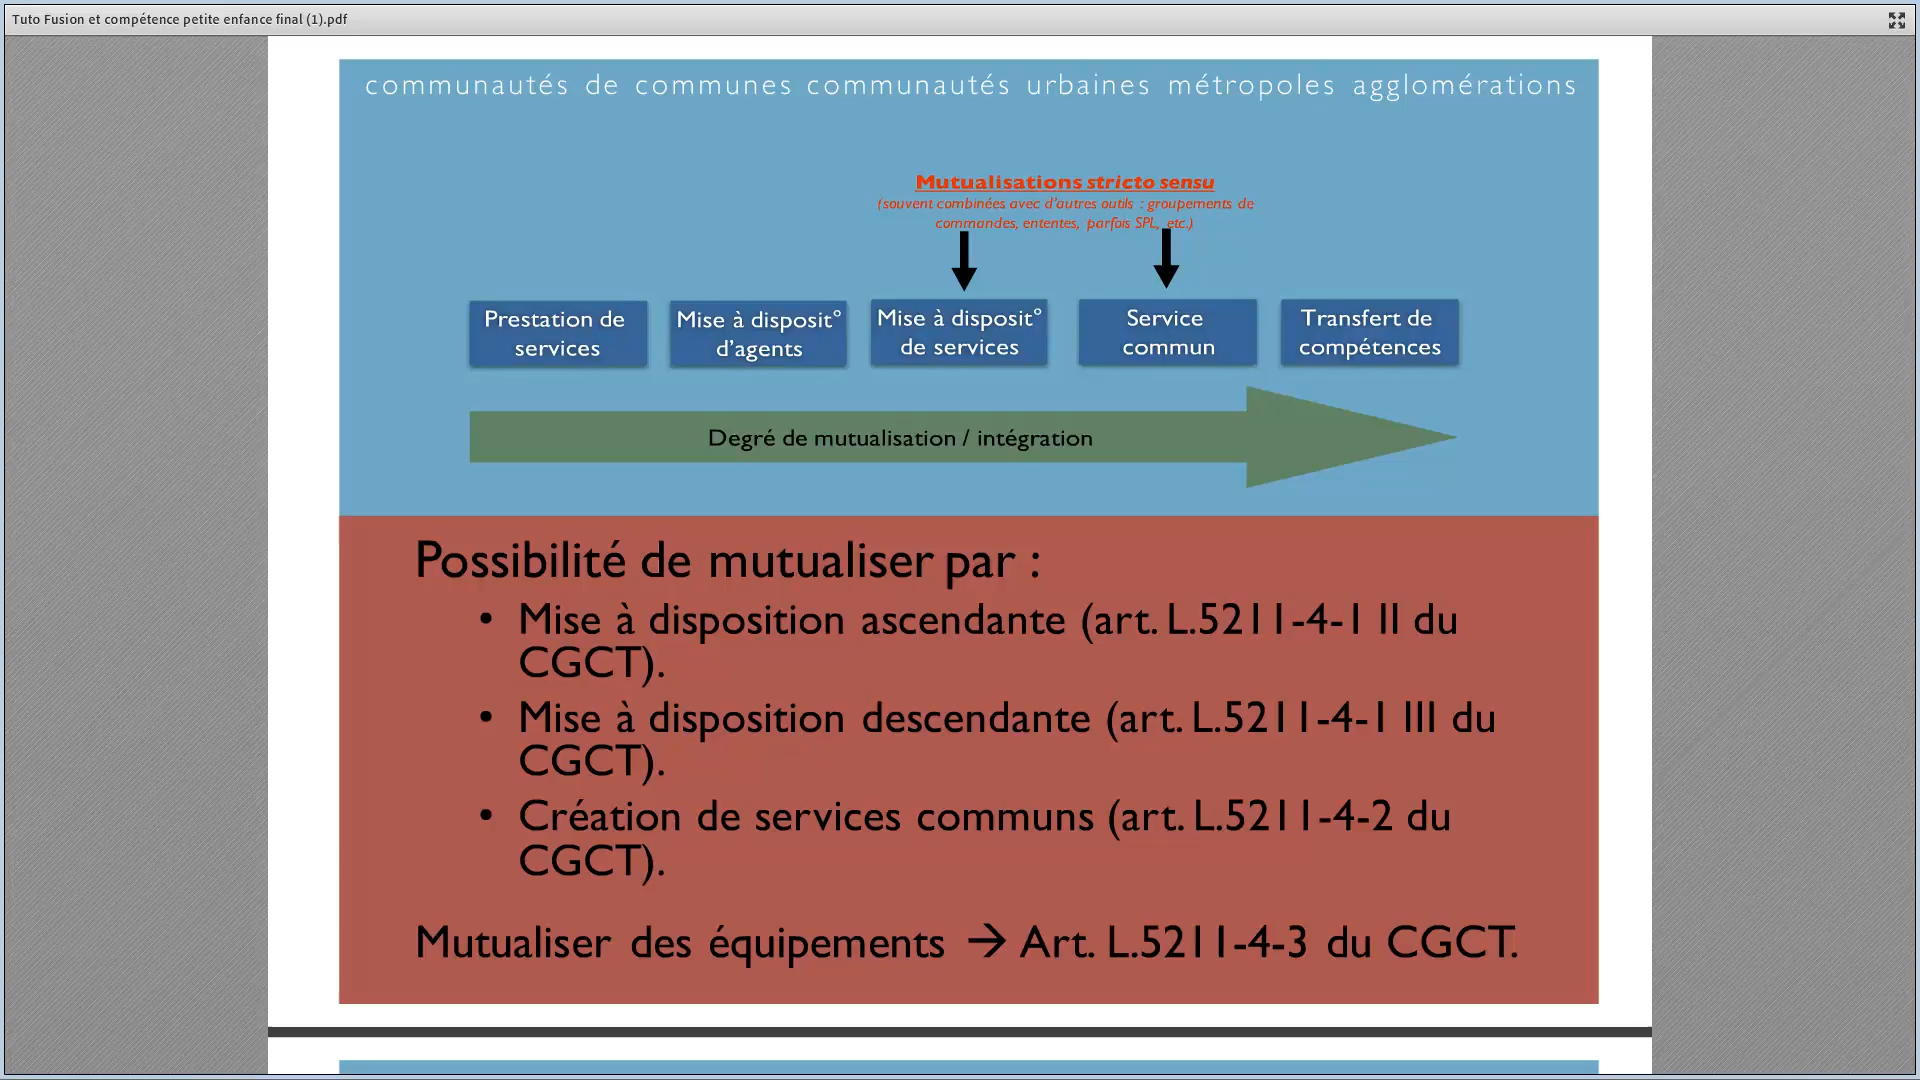 Tuto Fusion et compétence petite enfance final (1).pdf
communautés de communes communautés urbaines métropoles agglomérations
Mutualisations stricto sensu
(souvent combinées avec d'autres outils : groupements de
commandes, ententes, parfois SPL, etc.)
Prestation de
services
Mise à disposit°
d’agents
Mise à disposit°
de services
Service
commun
Transfert de
compétences
Degré de mutualisation / intégration
Possibilité de mutualiser par :
• Mise à disposition ascendante (art. L.5211-4-1 II du
CGCT).
• Mise à disposition descendante (art. L.5211-4-1 III du
CGCT).
• Création de services communs (art. L.5211-4-2 du
CGCT).
Mutualiser des équipements → Art. L.5211-4-3 du CGCT.